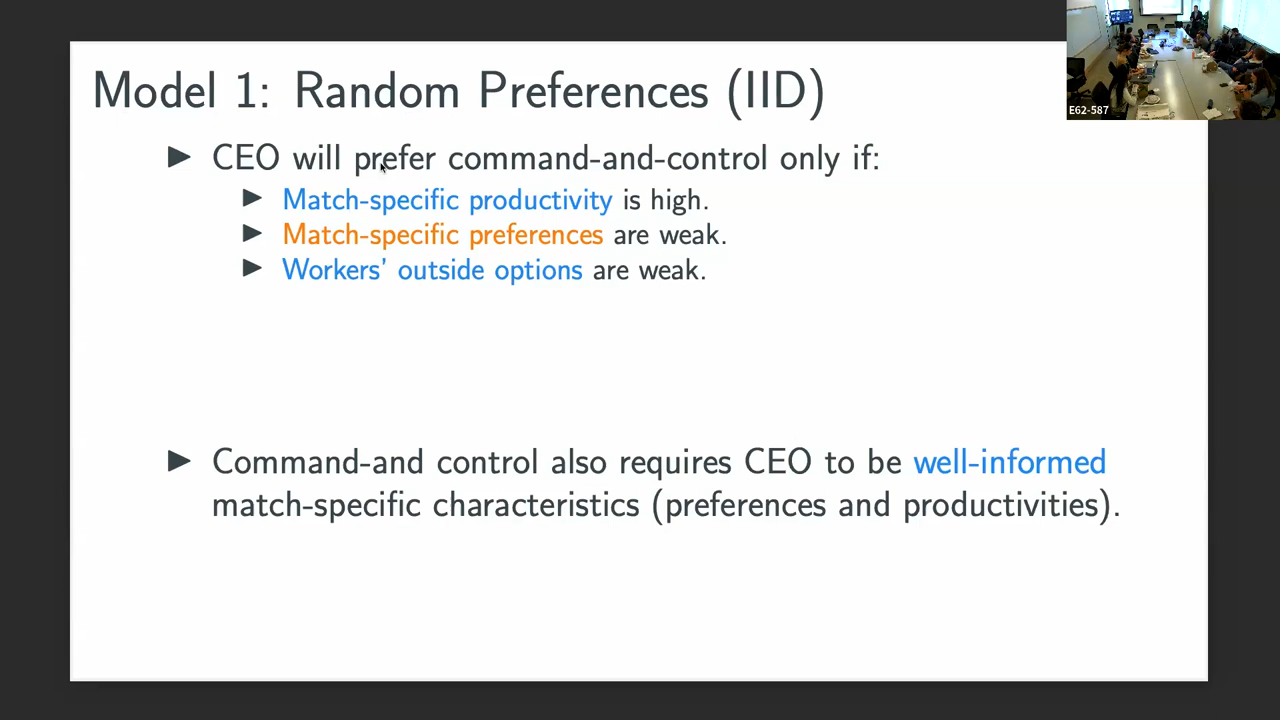 Model 1: Random Preferences (IID)
E62-587
▶ CEO will prefer command-and-control only if:
▶ Match-specific productivity is high.
▶ Match-specific preferences are weak.
▶ Workers' outside options are weak.
▶ Command-and control also requires CEO to be well-informed
match-specific characteristics (preferences and productivities).